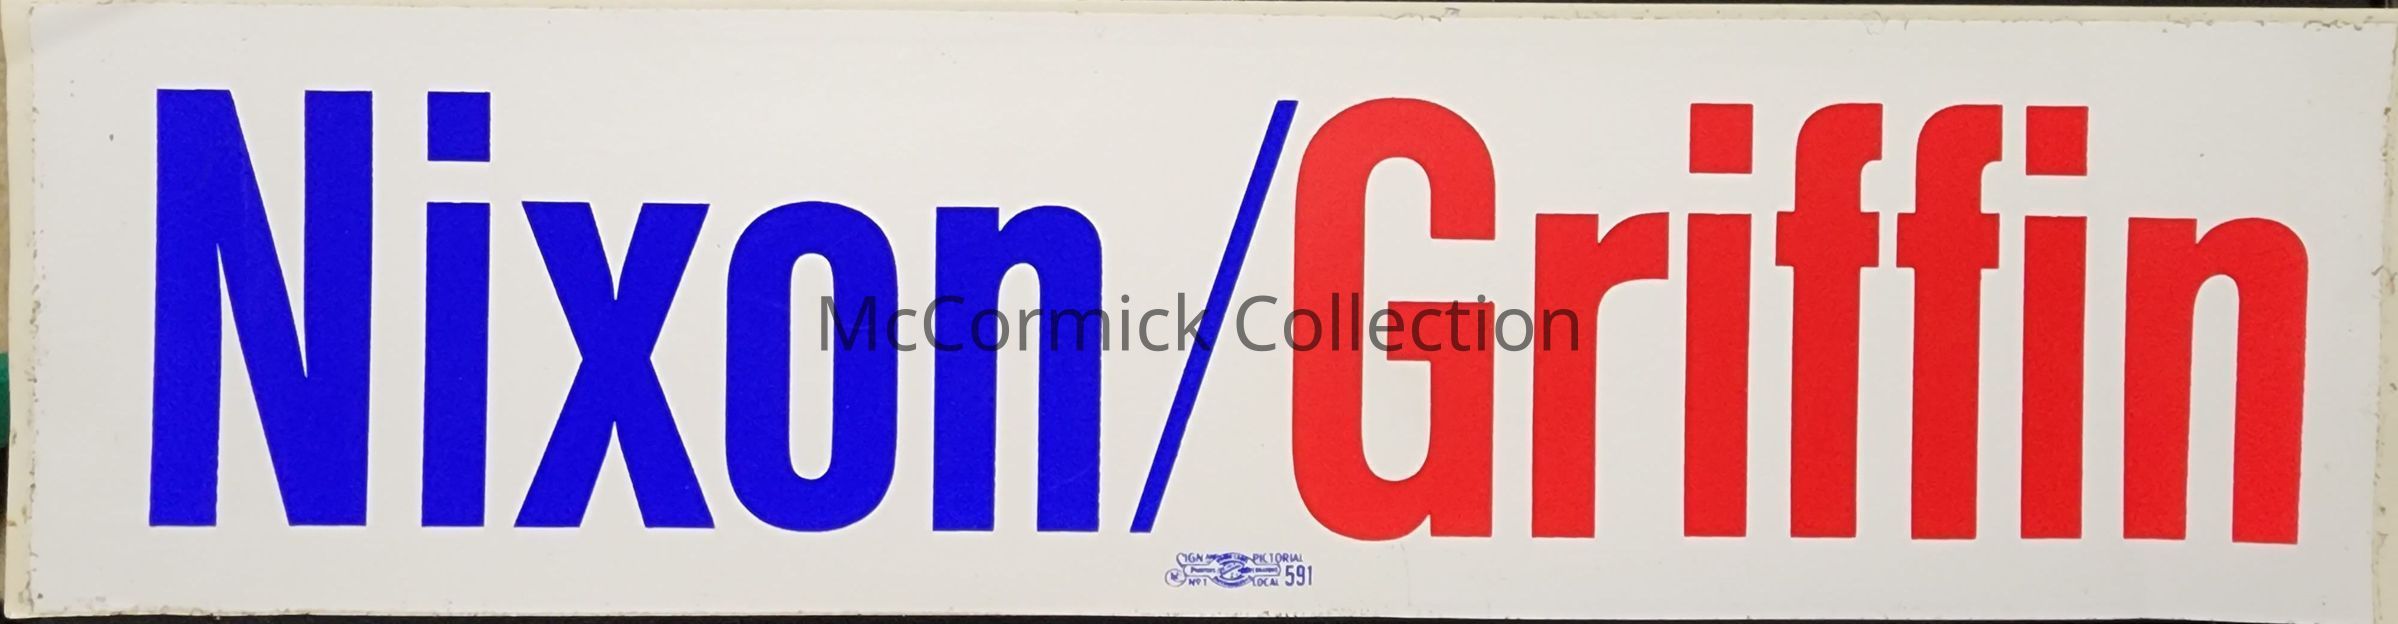 Nixon/Griffin
McCormick Collection
SIGN PICTORIAL
No 1 LOCAL 591